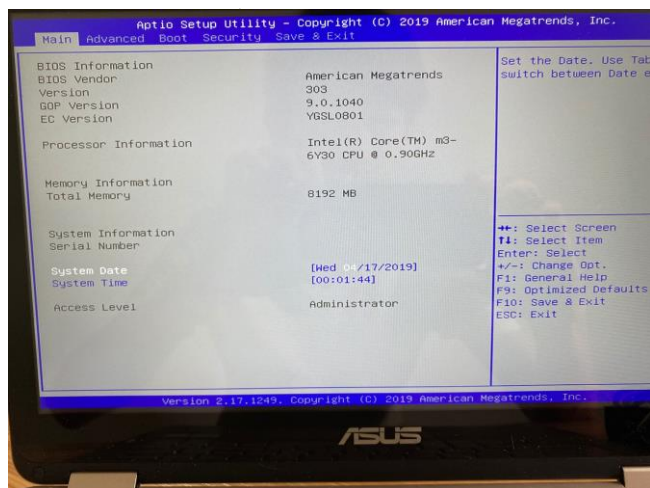 Aptio Setup Utility – Copyright (C) 2019 American Megatrends, Inc.
Main Advanced Boot Security Save & Exit
BIOS Information
BIOS Vendor American Megatrends
Version 303
GOP Version 9.0.1040
EC Version YGSL0801
Processor Information Intel(R) Core(TM) m3-
6Y30 CPU @ 0.90GHz
Memory Information
Total Memory 8192 MB
System Information
Serial Number
System Date [Wed 04/17/2019]
System Time [00:01:44]
Access Level Administrator
Set the Date. Use Tab
switch between Date e
→←: Select Screen
↑↓: Select Item
Enter: Select
+/-: Change Opt.
F1: General Help
F9: Optimized Defaults
F10: Save & Exit
ESC: Exit
Version 2.17.1249. Copyright (C) 2019 American Megatrends, Inc.
ASUS